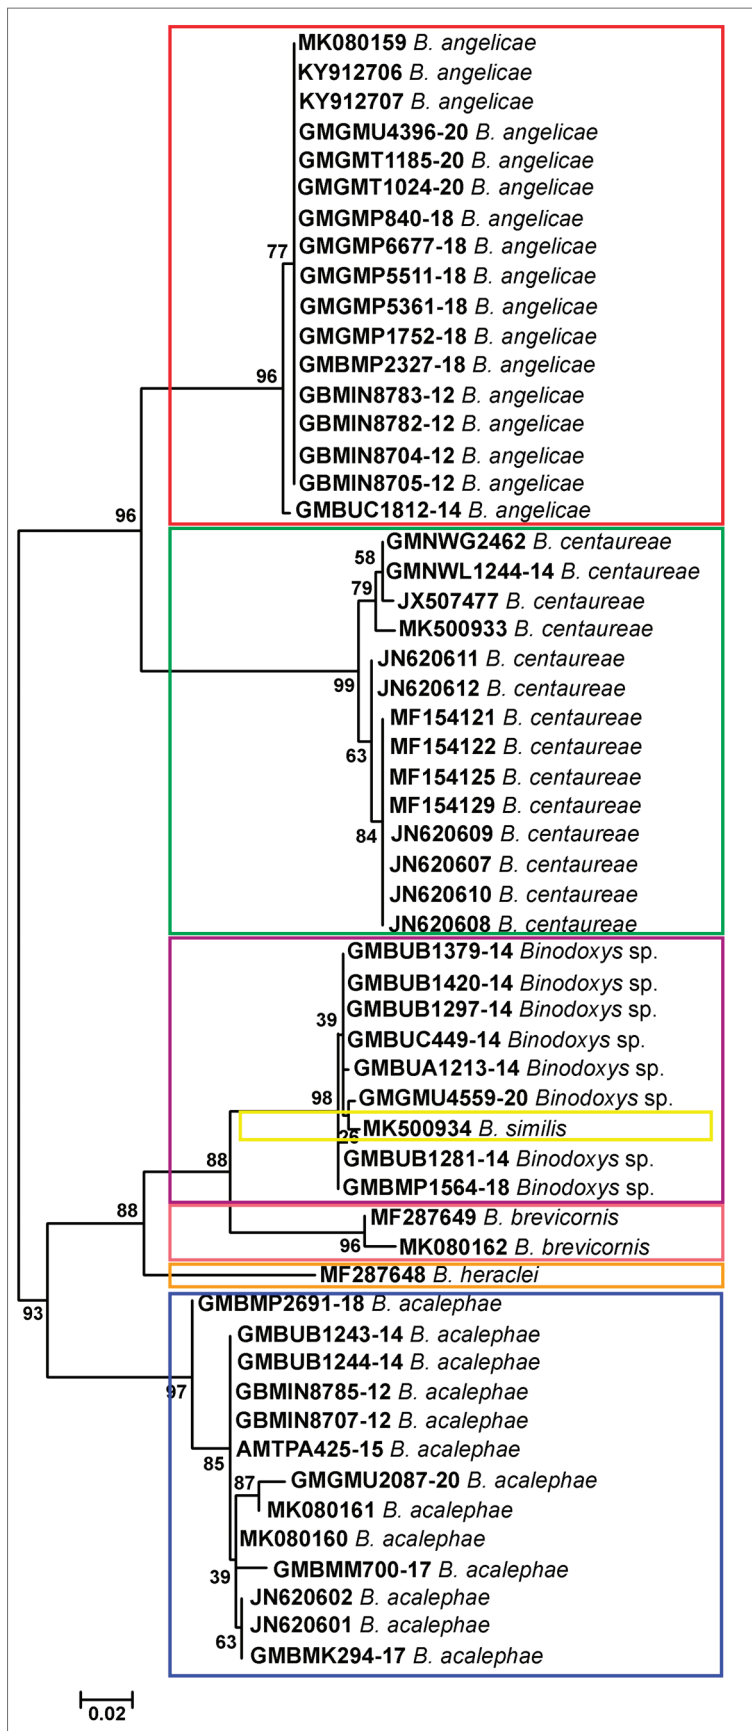 MK080159 B. angelicae
KY912706 B. angelicae
KY912707 B. angelicae
GMGMU4396-20 B. angelicae
GMGMT1185-20 B. angelicae
GMGMT1024-20 B. angelicae
GMGMP840-18 B. angelicae
GMGMP6677-18 B. angelicae
77
GMGMP5511-18 B. angelicae
GMGMP5361-18 B. angelicae
GMGMP1752-18 B. angelicae
GMBMP2327-18 B. angelicae
96
GBMIN8783-12 B. angelicae
GBMIN8782-12 B. angelicae
GBMIN8704-12 B. angelicae
GBMIN8705-12 B. angelicae
GMBUC1812-14 B. angelicae
96
GMNWG2462 B. centaureae
58
GMNWL1244-14 B. centaureae
79
JX507477 B. centaureae
MK500933 B. centaureae
JN620611 B. centaureae
99
JN620612 B. centaureae
MF154121 B. centaureae
MF154122 B. centaureae
63
MF154125 B. centaureae
MF154129 B. centaureae
JN620609 B. centaureae
84
JN620607 B. centaureae
JN620610 B. centaureae
JN620608 B. centaureae
GMBUB1379-14 Binodoxys sp.
GMBUB1420-14 Binodoxys sp.
GMBUB1297-14 Binodoxys sp.
39
GMBUC449-14 Binodoxys sp.
GMBUA1213-14 Binodoxys sp.
98
GMGMU4559-20 Binodoxys sp.
MK500934 B. similis
26
GMBUB1281-14 Binodoxys sp.
88
GMBMP1564-18 Binodoxys sp.
88
MF287649 B. brevicornis
96
MK080162 B. brevicornis
MF287648 B. heraclei
93
GMBMP2691-18 B. acalephae
GMBUB1243-14 B. acalephae
GMBUB1244-14 B. acalephae
97
GBMIN8785-12 B. acalephae
GBMIN8707-12 B. acalephae
AMTPA425-15 B. acalephae
85
87
GMGMU2087-20 B. acalephae
MK080161 B. acalephae
MK080160 B. acalephae
39
GMBMM700-17 B. acalephae
JN620602 B. acalephae
JN620601 B. acalephae
63
GMBMK294-17 B. acalephae
0.02